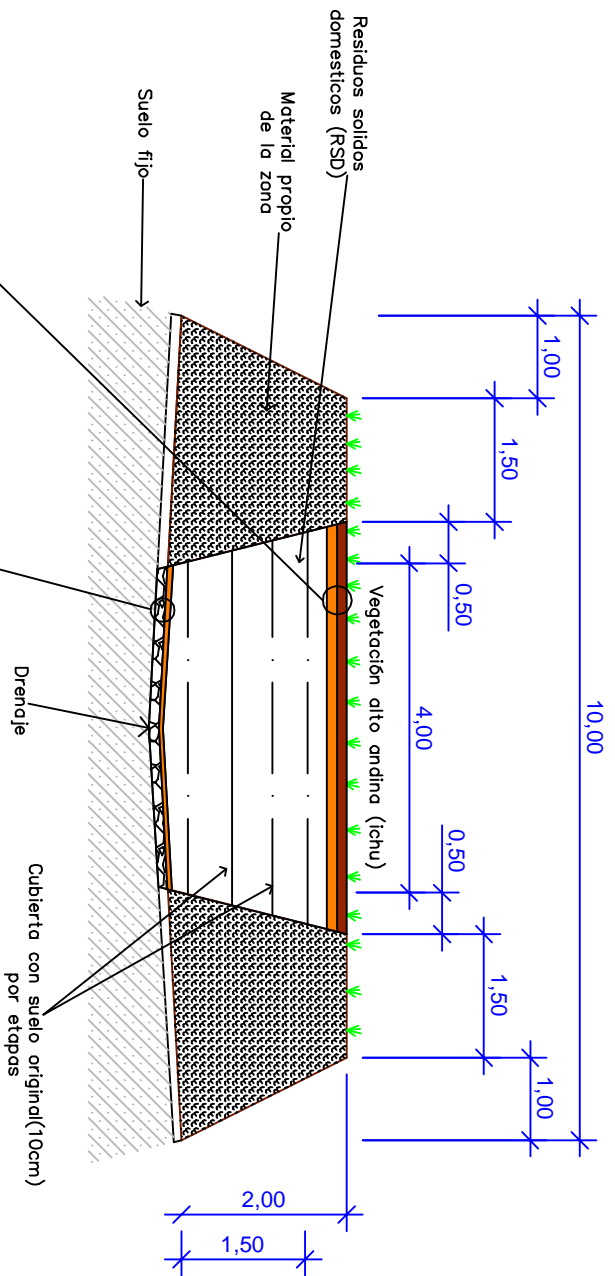 10,00
1,00
1,50
0,50
4,00
0,50
1,50
1,00
2,00
1,50
Vegetación alto andina (ichu)
Residuos solidos
domesticos (RSD)
Material propio
de la zona
Suelo fijo
Drenaje
Cubierta con suelo original(10cm)
por etapas